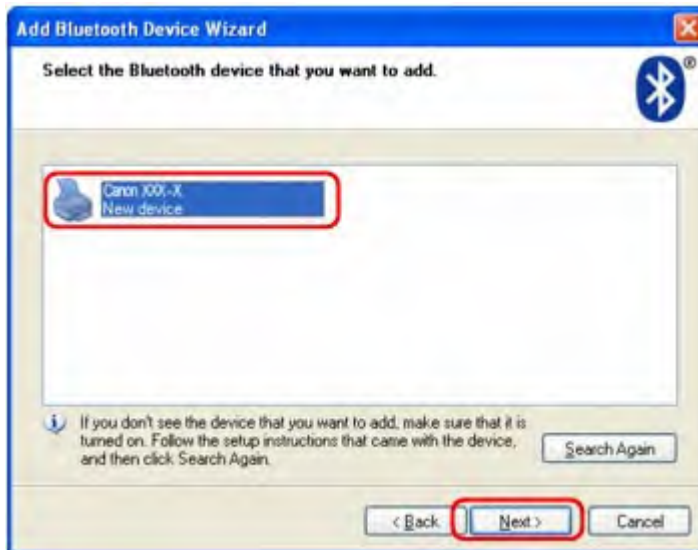 Add Bluetooth Device Wizard
Select the Bluetooth device that you want to add.
®
Canon XXX-X
New device
If you don't see the device that you want to add, make sure that it is
turned on. Follow the setup instructions that came with the device,
and then click Search Again.
Search Again
< Back
Next >
Cancel